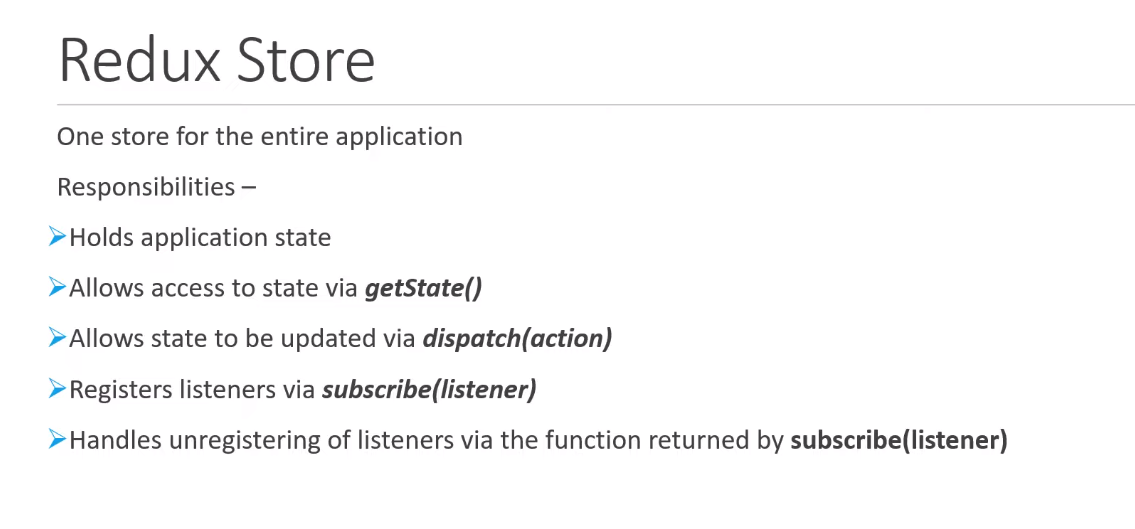 Redux Store
One store for the entire application
Responsibilities –
➢Holds application state
➢Allows access to state via getState()
➢Allows state to be updated via dispatch(action)
➢Registers listeners via subscribe(listener)
➢Handles unregistering of listeners via the function returned by subscribe(listener)